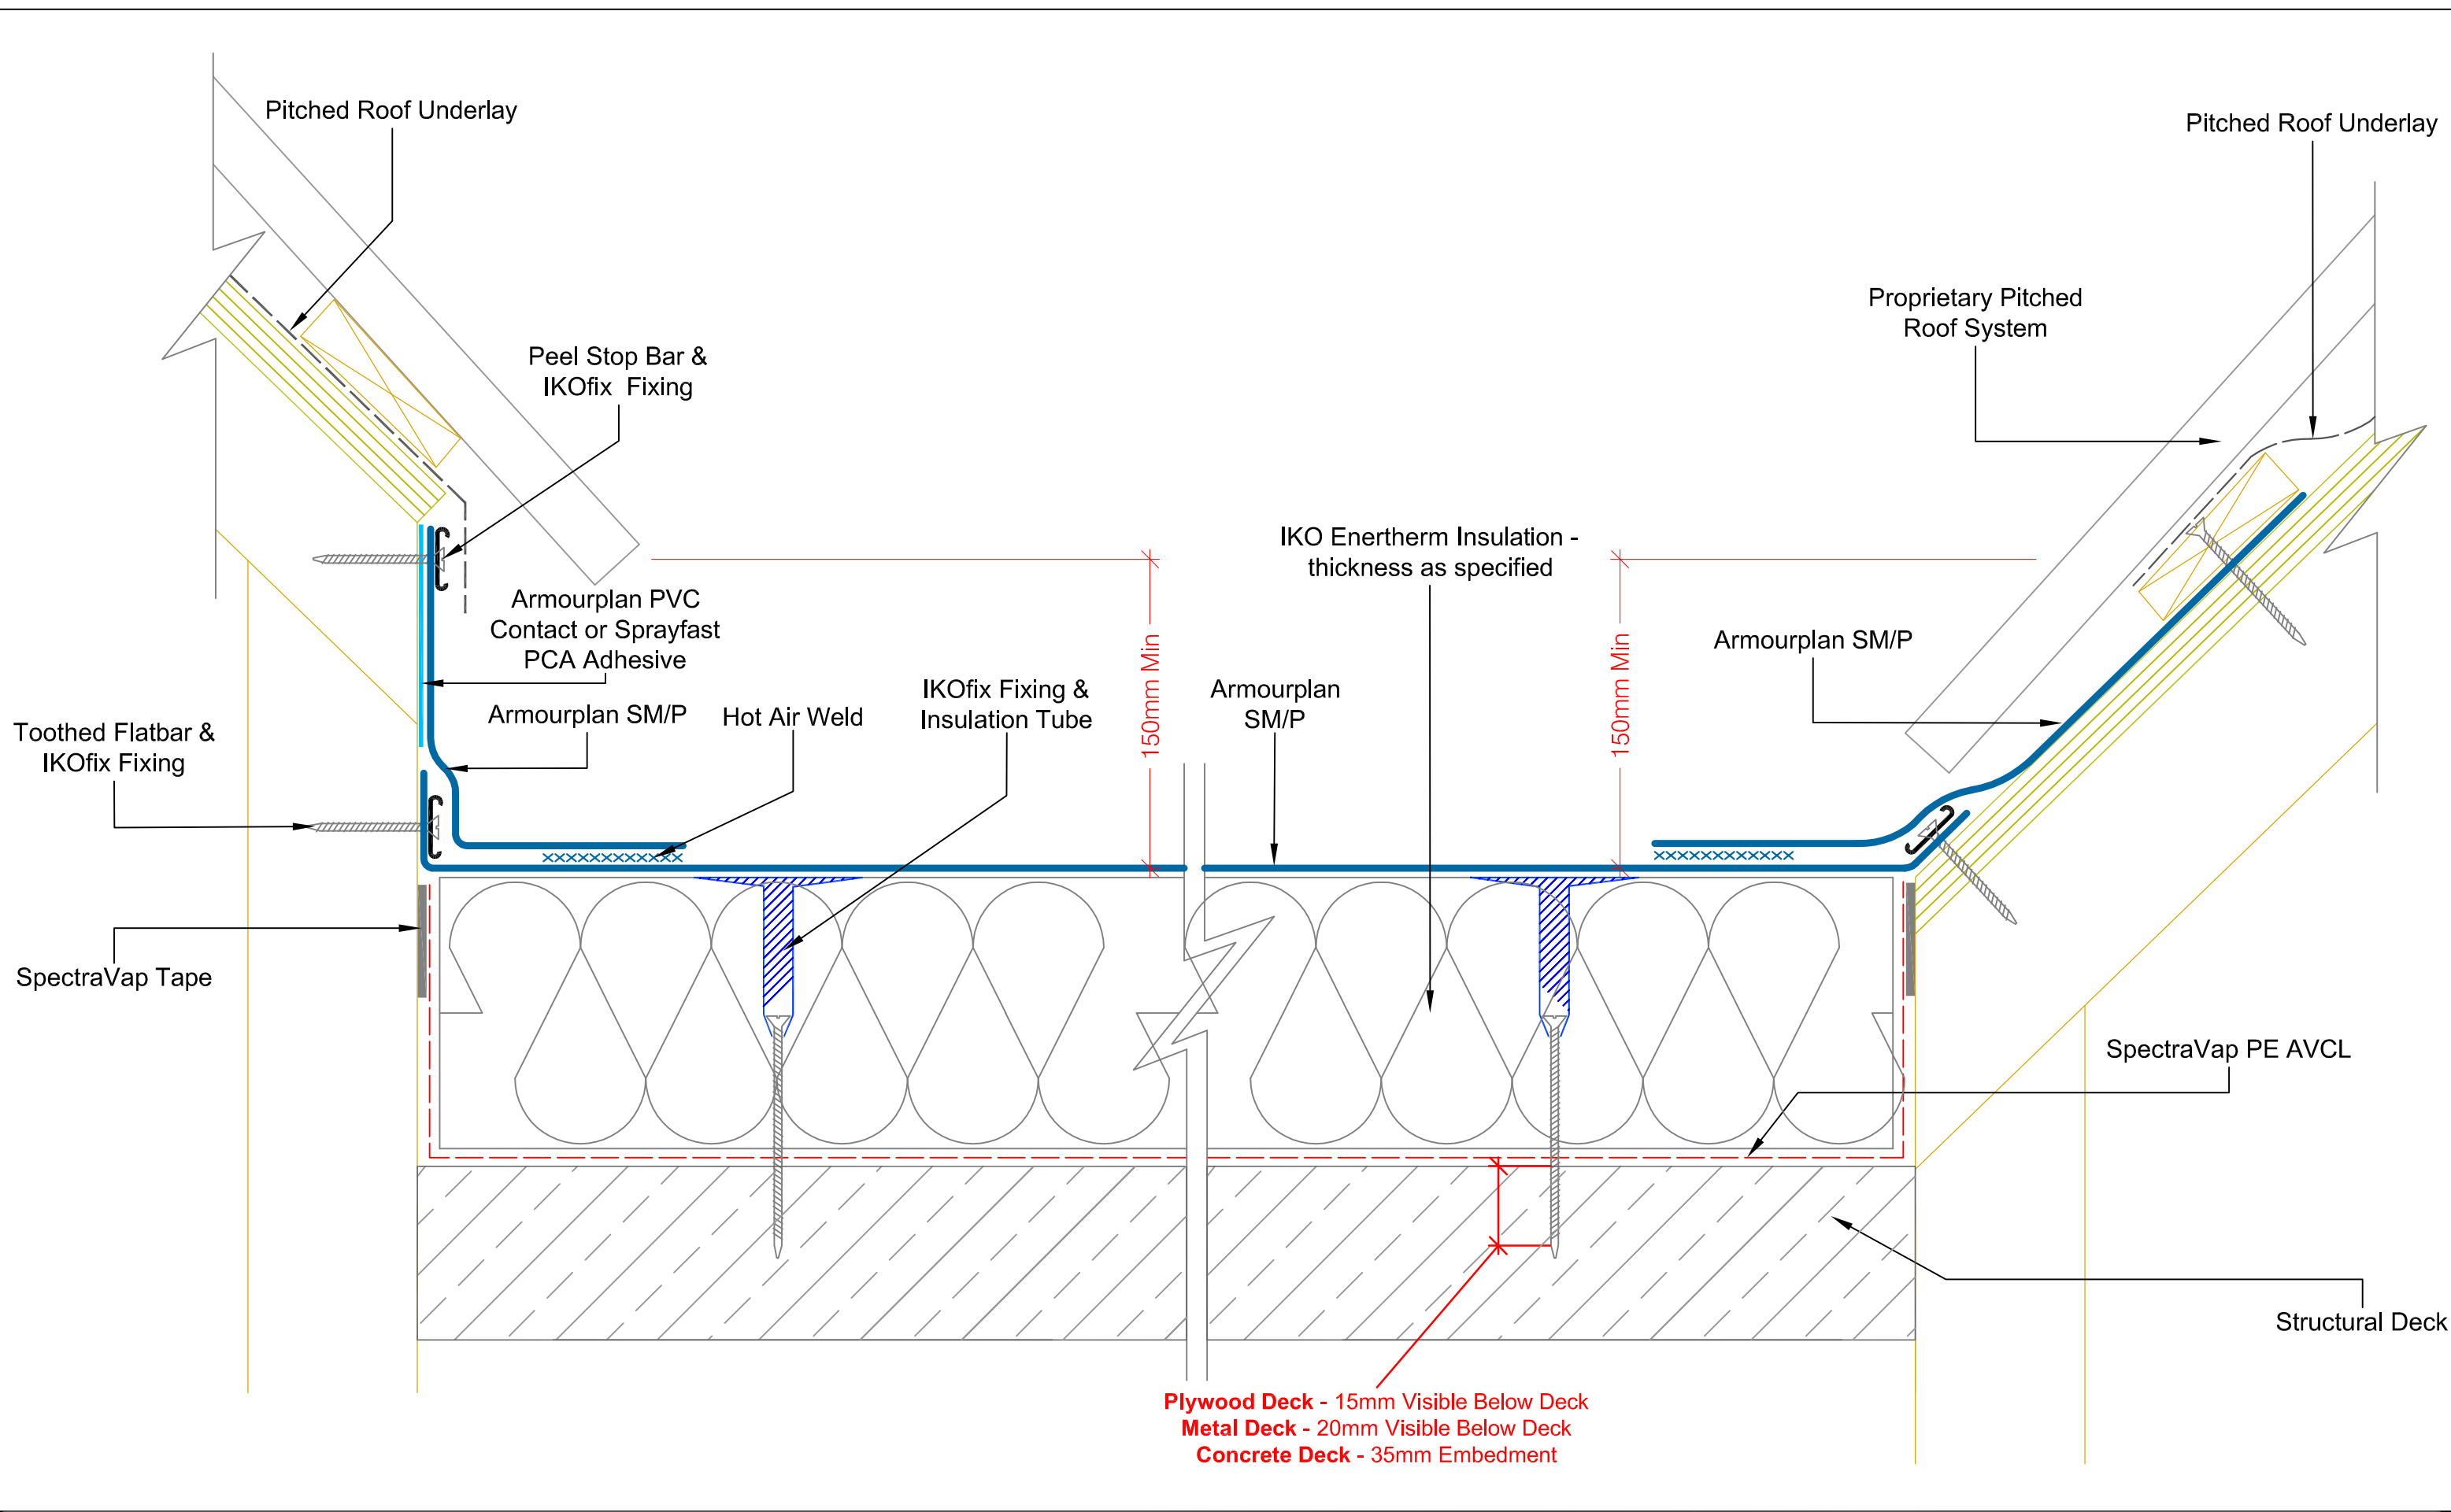 Pitched Roof Underlay
Pitched Roof Underlay
Proprietary Pitched
Roof System
Peel Stop Bar &
IKOfix Fixing
IKO Enertherm Insulation -
thickness as specified
Armourplan PVC
Contact or Sprayfast
PCA Adhesive
150mm Min
150mm Min
Armourplan SM/P
IKOfix Fixing &
Insulation Tube
Armourplan
SM/P
Armourplan SM/P
Hot Air Weld
Toothed Flatbar &
IKOfix Fixing
SpectraVap Tape
SpectraVap PE AVCL
Structural Deck
Plywood Deck - 15mm Visible Below Deck
Metal Deck - 20mm Visible Below Deck
Concrete Deck - 35mm Embedment